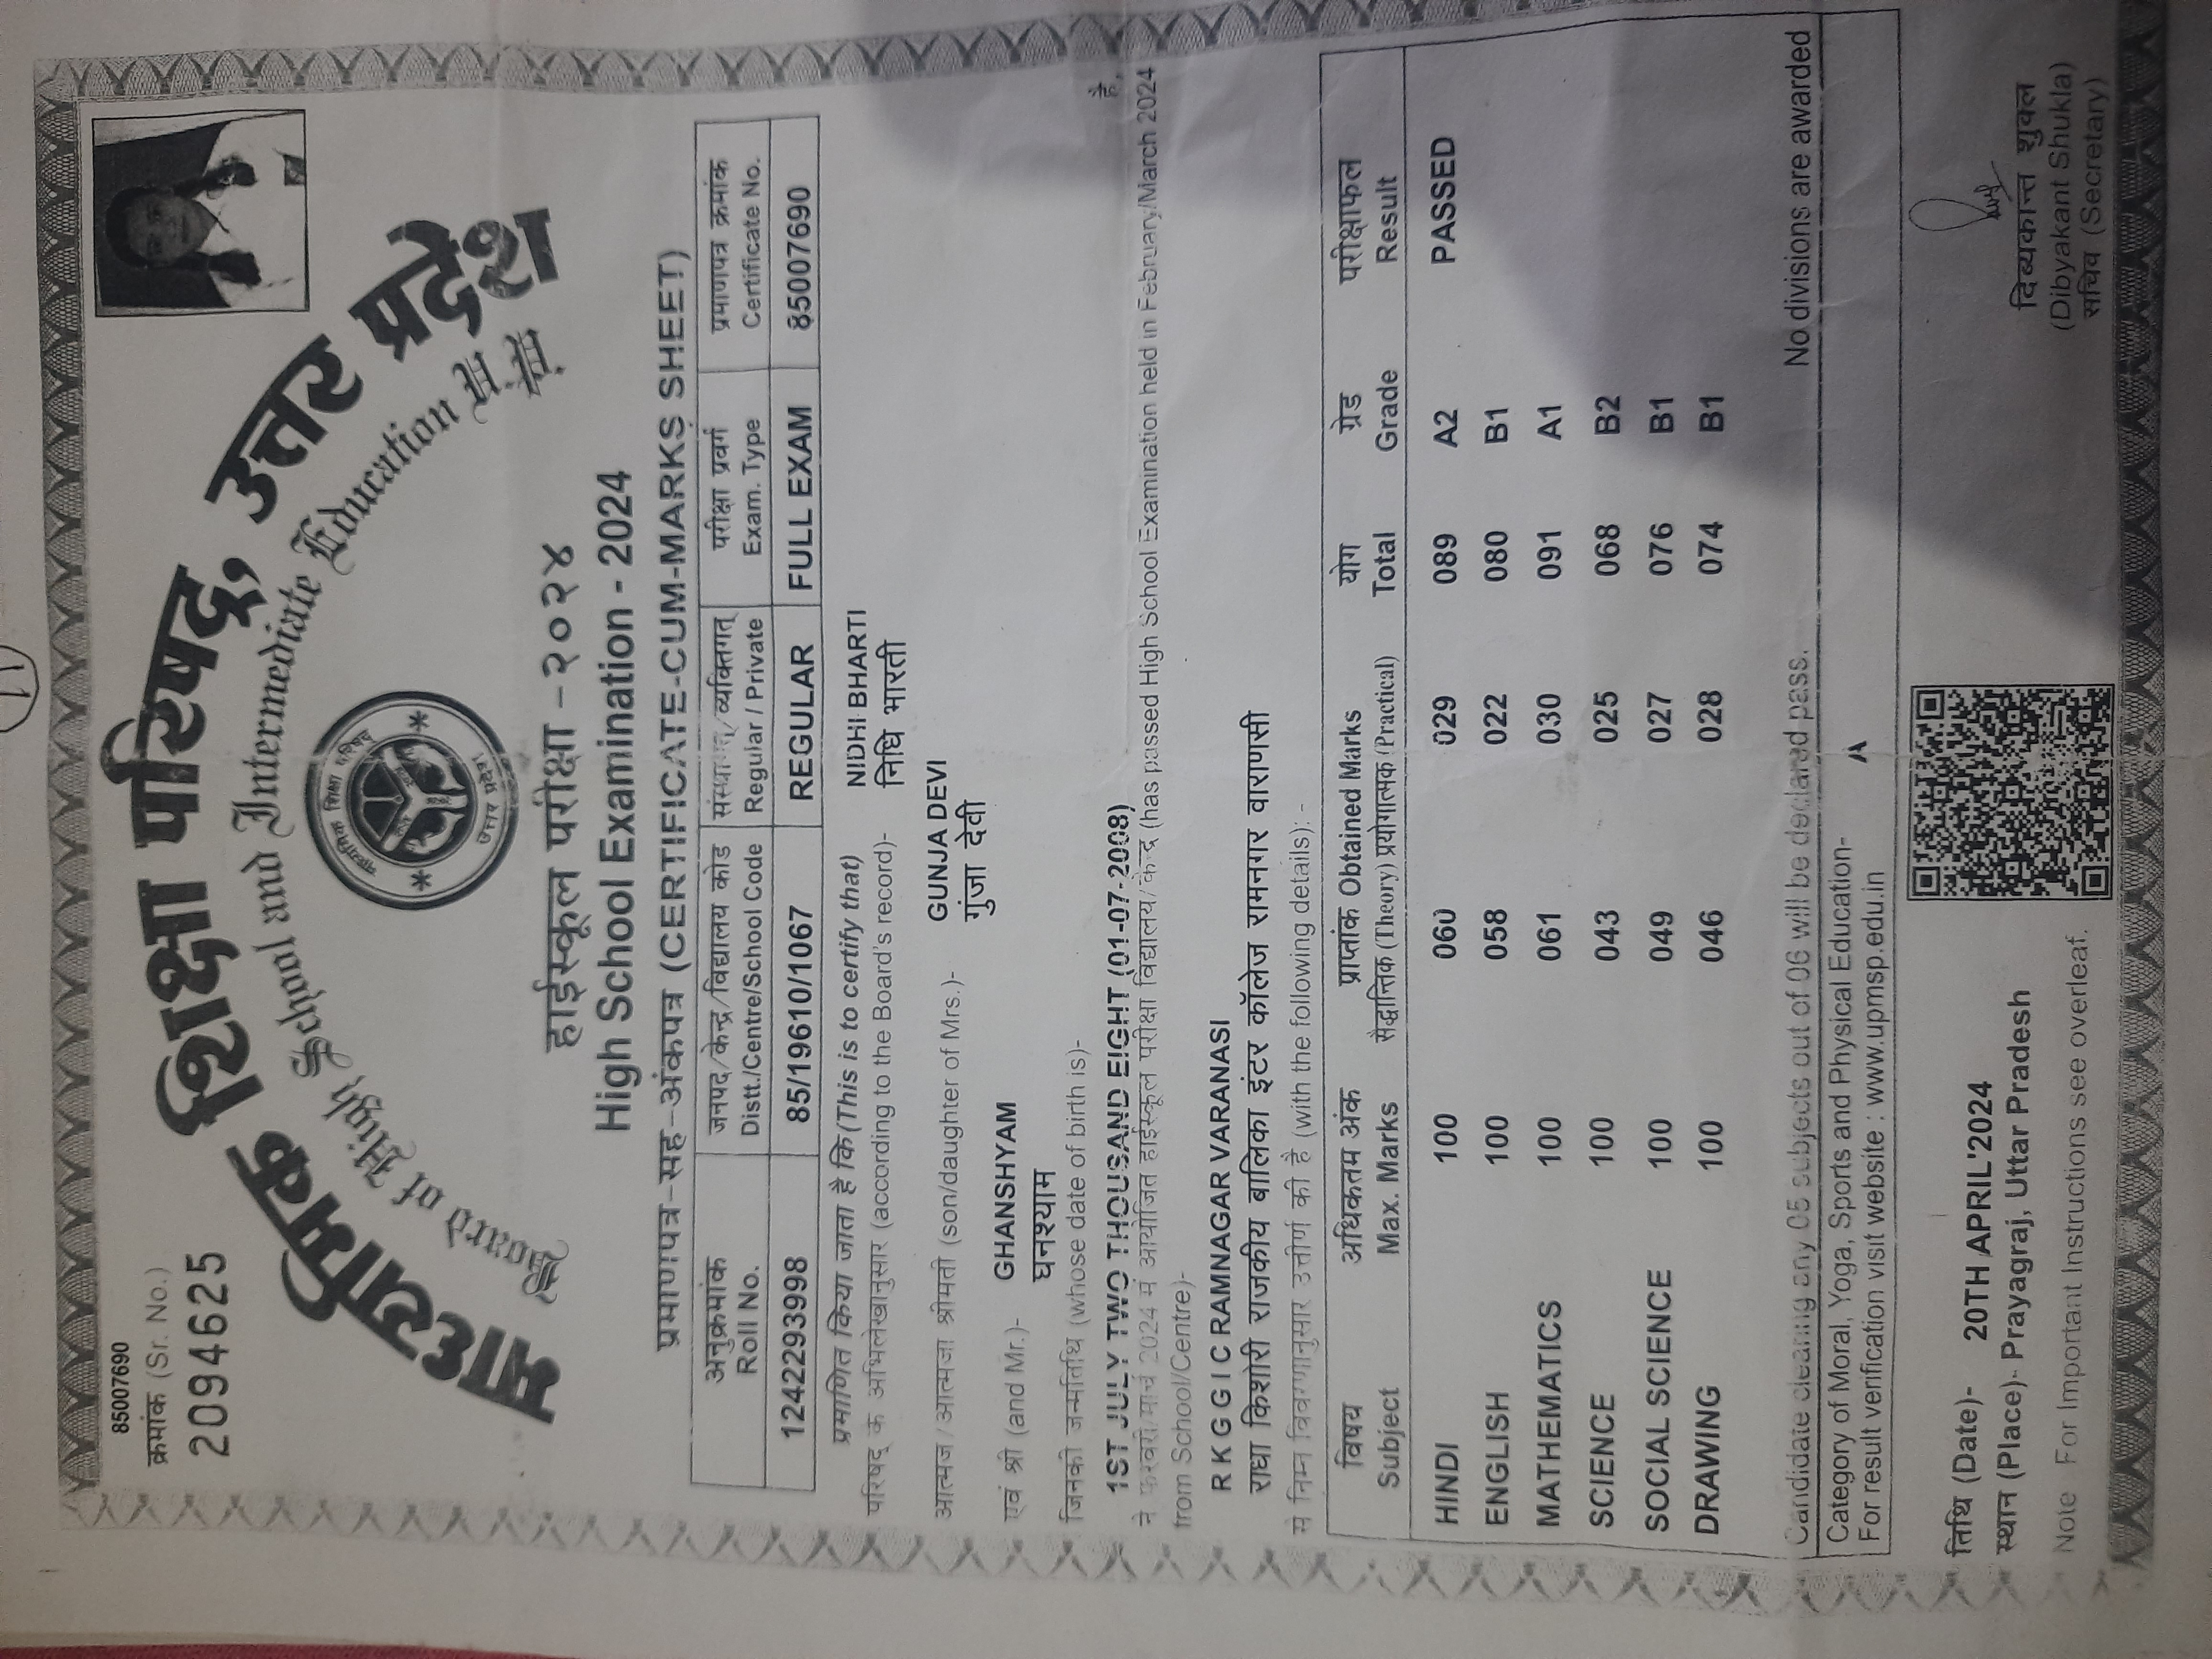 11
85007690
क्रमांक (Sr. No.)
2094625
माध्यमिक शिक्षा परिषद्, उत्तर प्रदेश
Board of High School and Intermediate Education U.P.
माध्यमिक शिक्षा परिषद्
उत्तर प्रदेश
हाईस्कूल परीक्षा -२०२४
High School Examination - 2024
प्रमाणपत्र-सह-अंकपत्र (CERTIFICATE-CUM-MARKS SHEET)
अनुक्रमांक जनपद/केन्द्र/विद्यालय कोड संस्थागत्/व्यक्तिगत् परीक्षा प्रवर्ग प्रमाणपत्र क्रमांक
Roll No. Distt./Centre/School Code Regular / Private Exam. Type Certificate No.
1242293998 85/19610/1067 REGULAR FULL EXAM 85007690
प्रमाणित किया जाता है कि (This is to certify that) NIDHI BHARTI
परिषद् के अभिलेखानुसार (according to the Board's record)- निधि भारती
आत्मज/आत्मजा श्रीमती (son/daughter of Mrs.)- GUNJA DEVI
गुंजा देवी
एवं श्री (and Mr.)- GHANSHYAM
घनश्याम
जिनकी जन्मतिथि (whose date of birth is)-
1ST JULY TWO THOUSAND EIGHT (01-07-2008) है,
ने फरवरी/मार्च 2024 में आयोजित हाईस्कूल परीक्षा विद्यालय/केन्द्र (has passed High School Examination held in February/March 2024
from School/Centre)-
R K G G I C RAMNAGAR VARANASI
राधा किशोरी राजकीय बालिका इंटर कॉलेज रामनगर वाराणसी
से निम्न विवरणानुसार उत्तीर्ण की है (with the following details): -
विषय अधिकतम अंक प्राप्तांक Obtained Marks योग ग्रेड परीक्षाफल
Subject Max. Marks सैद्धान्तिक (Theory) प्रयोगात्मक (Practical) Total Grade Result
HINDI 100 060 029 089 A2 PASSED
ENGLISH 100 058 022 080 B1
MATHEMATICS 100 061 030 091 A1
SCIENCE 100 043 025 068 B2
SOCIAL SCIENCE 100 049 027 076 B1
DRAWING 100 046 028 074 B1
Candidate clearing any 05 subjects out of 06 will be declared pass. No divisions are awarded
Category of Moral, Yoga, Sports and Physical Education- A
For result verification visit website : www.upmsp.edu.in
तिथि (Date)- 20TH APRIL'2024
स्थान (Place)- Prayagraj, Uttar Pradesh
Note For Important Instructions see overleaf.
दिब्यकान्त शुक्ल
(Dibyakant Shukla)
सचिव (Secretary)